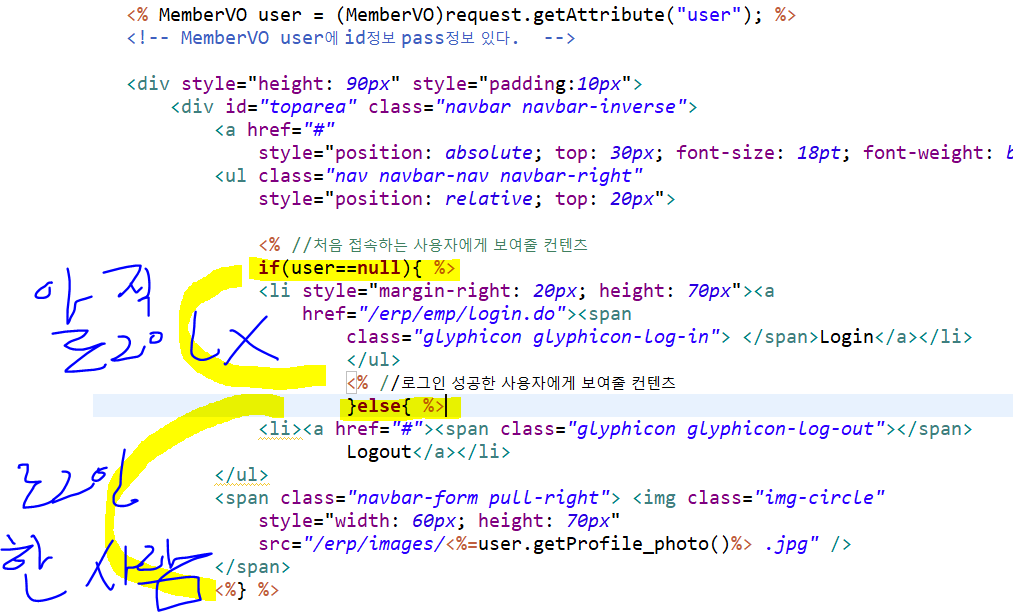 <% MemberVO user = (MemberVO)request.getAttribute("user"); %>
<!-- MemberVO user에 id정보 pass정보 있다.  -->
<div style="height: 90px" style="padding:10px">
<div id="toparea" class="navbar navbar-inverse">
<a href="#"
style="position: absolute; top: 30px; font-size: 18pt; font-weight: b
<ul class="nav navbar-nav navbar-right"
style="position: relative; top: 20px">
<% //처음 접속하는 사용자에게 보여줄 컨텐츠
if(user==null){ %>
<li style="margin-right: 20px; height: 70px"><a
href="/erp/emp/login.do"><span
class="glyphicon glyphicon-log-in"> </span>Login</a></li>
</ul>
<% //로그인 성공한 사용자에게 보여줄 컨텐츠
}else{ %>
<li><a href="#"><span class="glyphicon glyphicon-log-out"></span>
Logout</a></li>
</ul>
<span class="navbar-form pull-right"> <img class="img-circle"
style="width: 60px; height: 70px"
src="/erp/images/<%=user.getProfile_photo()%> .jpg" />
</span>
<%} %>
아직
로그인X
로그인
한 사람